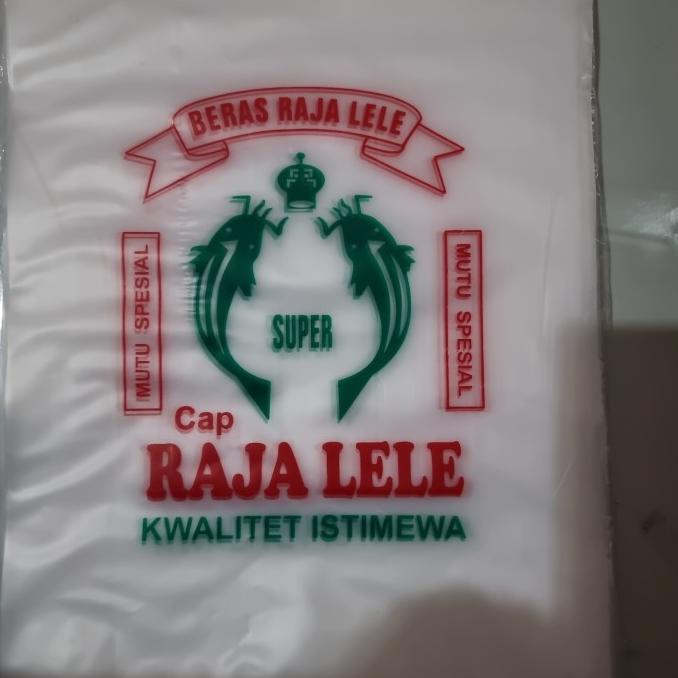 BERAS RAJA LELE
MUTU SPESIAL
SUPER
MUTU SPESIAL
Cap
RAJA LELE
KWALITET ISTIMEWA